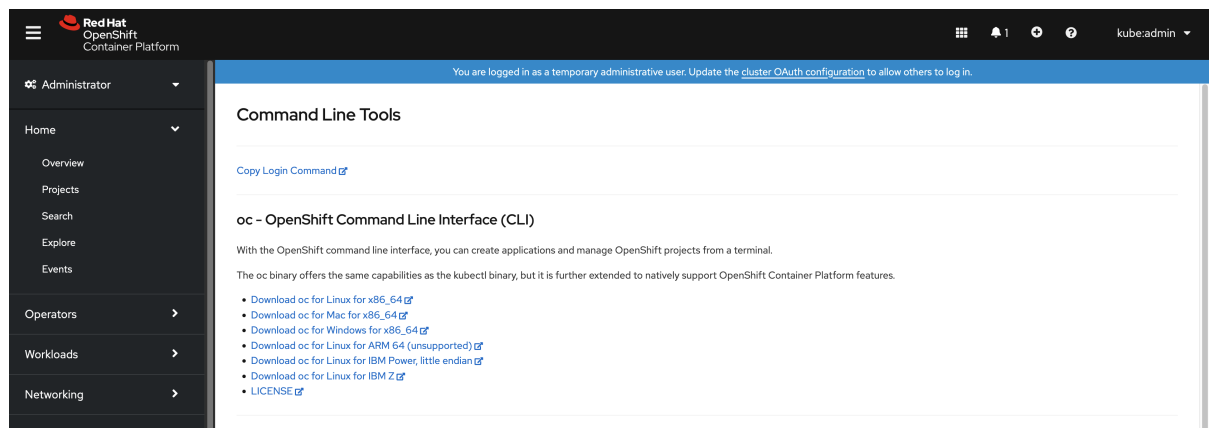 Red Hat
OpenShift
Container Platform
1
kube:admin
Administrator
You are logged in as a temporary administrative user. Update the cluster OAuth configuration to allow others to log in.
Home
Overview
Projects
Search
Explore
Events
Operators
Workloads
Networking
Command Line Tools
Copy Login Command
oc - OpenShift Command Line Interface (CLI)
With the OpenShift command line interface, you can create applications and manage OpenShift projects from a terminal.
The oc binary offers the same capabilities as the kubectl binary, but it is further extended to natively support OpenShift Container Platform features.
Download oc for Linux for x86_64
Download oc for Mac for x86_64
Download oc for Windows for x86_64
Download oc for Linux for ARM 64 (unsupported)
Download oc for Linux for IBM Power, little endian
Download oc for Linux for IBM Z
LICENSE